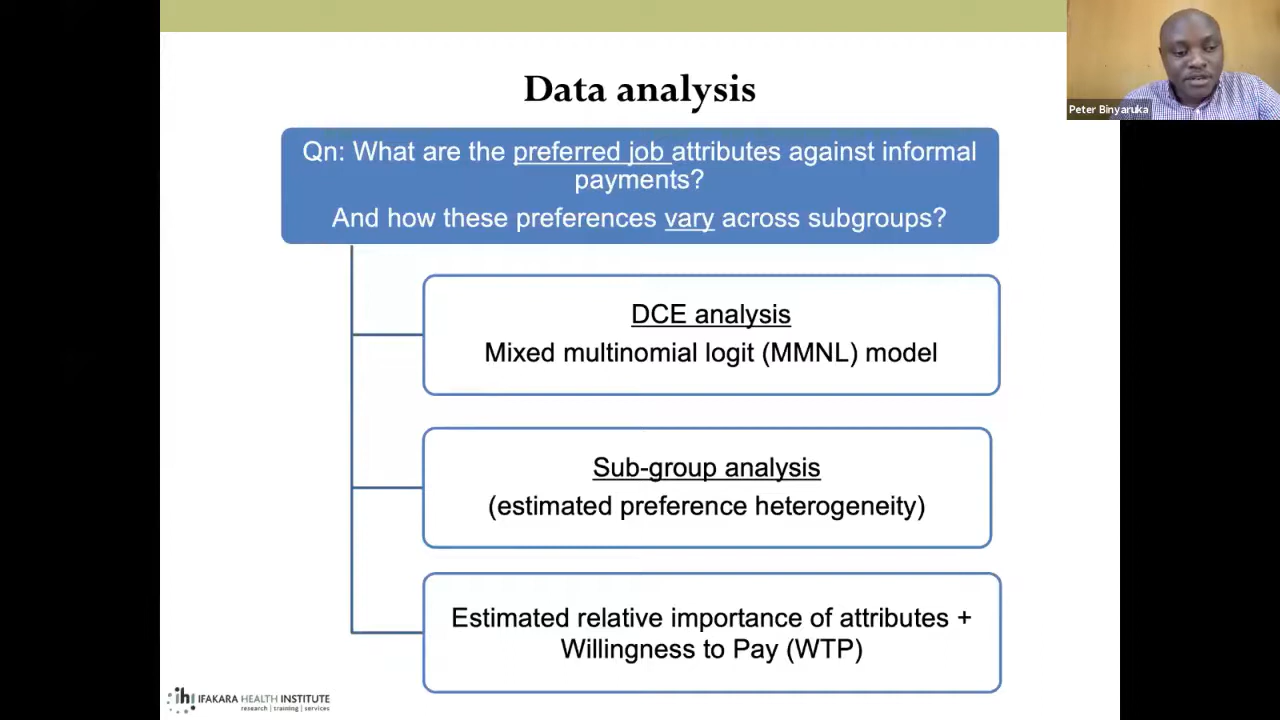 Data analysis
Peter Binyaruka
Qn: What are the preferred job attributes against informal
payments?
And how these preferences vary across subgroups?
DCE analysis
Mixed multinomial logit (MMNL) model
Sub-group analysis
(estimated preference heterogeneity)
Estimated relative importance of attributes +
Willingness to Pay (WTP)
ihi IFAKARA HEALTH INSTITUTE
research | training | services